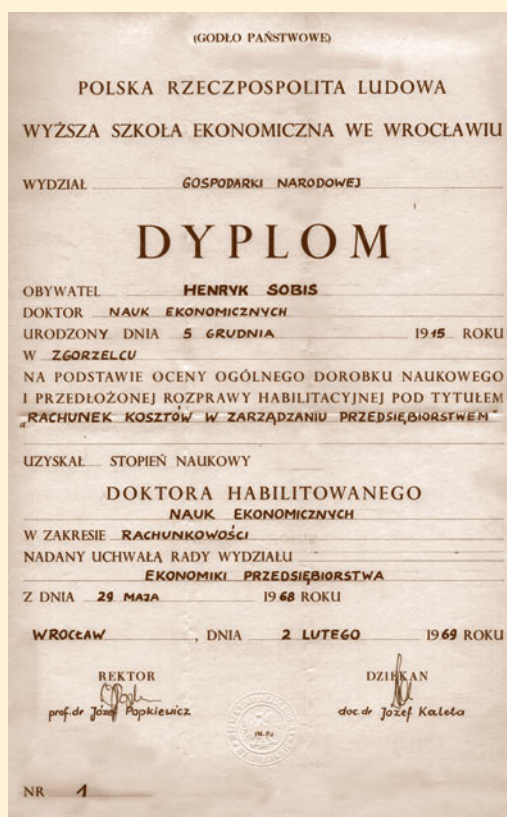 (GODŁO PAŃSTWOWE)
POLSKA RZECZPOSPOLITA LUDOWA
WYŻSZA SZKOŁA EKONOMICZNA WE WROCŁAWIU
WYDZIAŁ GOSPODARKI NARODOWEJ
DYPLOM
OBYWATEL HENRYK SOBIS
DOKTOR NAUK EKONOMICZNYCH
URODZONY DNIA 5 GRUDNIA 1915 ROKU
W ZGORZELCU
NA PODSTAWIE OCENY OGÓLNEGO DOROBKU NAUKOWEGO
I PRZEDŁOŻONEJ ROZPRAWY HABILITACYJNEJ POD TYTUŁEM
„RACHUNEK KOSZTÓW W ZARZĄDZANIU PRZEDSIĘBIORSTWEM"
UZYSKAŁ STOPIEŃ NAUKOWY
DOKTORA HABILITOWANEGO
NAUK EKONOMICZNYCH
W ZAKRESIE RACHUNKOWOŚCI
NADANY UCHWAŁĄ RADY WYDZIAŁU
EKONOMIKI PRZEDSIĘBIORSTWA
Z DNIA 29 MAJA 1968 ROKU
WROCŁAW, DNIA 2 LUTEGO 1969 ROKU
REKTOR DZIEKAN
prof. dr Józef Popkiewicz doc. dr Józef Kaleta
NR 1